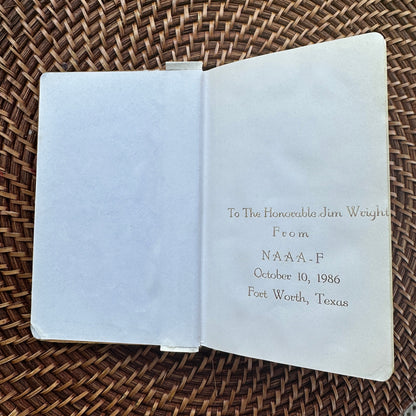 To The Honorable Jim Wright
From
NAAA-F
October 10, 1986
Fort Worth, Texas